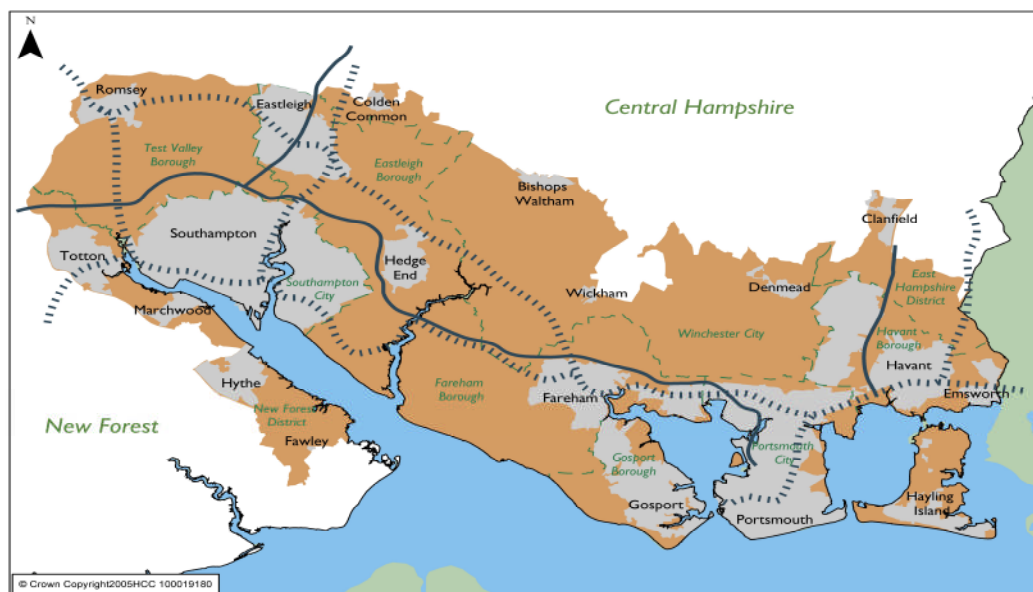 N
Romsey
Eastleigh
Colden
Common
Central Hampshire
Test Valley
Borough
Eastleigh
Borough
Bishops
Waltham
Clanfield
Southampton
Totton
Hedge
End
Southampton
City
East
Hampshire
District
Wickham
Denmead
Marchwood
Winchester City
Havant
Borough
Havant
Hythe
Fareham
Borough
Fareham
Emsworth
New Forest
New Forest
District
Fawley
Gosport
Borough
Portsmouth
City
Gosport
Portsmouth
Hayling
Island
© Crown Copyright2005HCC 100019180